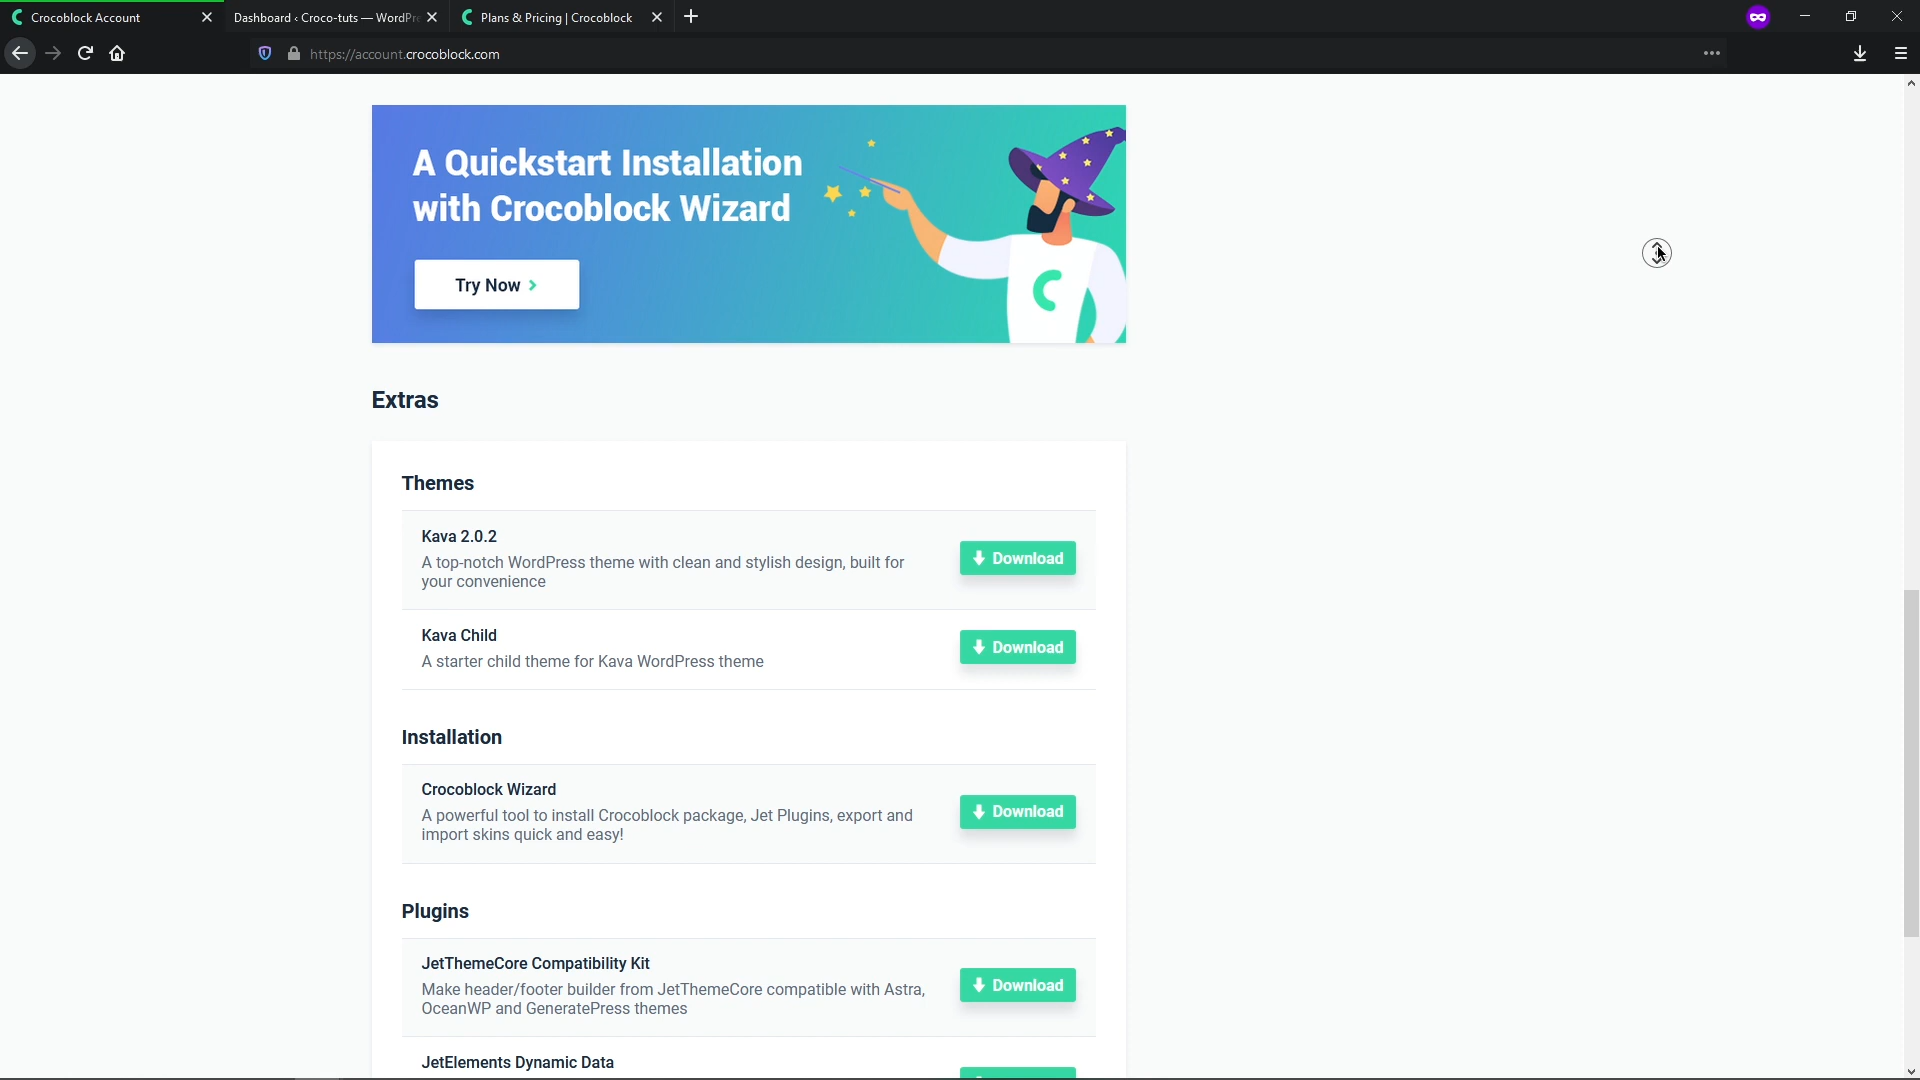 Crocoblock Account
Dashboard ‹ Croco-tuts — WordPr
Plans & Pricing | Crocoblock
https://account.crocoblock.com
A Quickstart Installation
with Crocoblock Wizard
Try Now
Extras
Themes
Kava 2.0.2
A top-notch WordPress theme with clean and stylish design, built for
your convenience
Download
Kava Child
A starter child theme for Kava WordPress theme
Download
Installation
Crocoblock Wizard
A powerful tool to install Crocoblock package, Jet Plugins, export and
import skins quick and easy!
Download
Plugins
JetThemeCore Compatibility Kit
Make header/footer builder from JetThemeCore compatible with Astra,
OceanWP and GeneratePress themes
Download
JetElements Dynamic Data